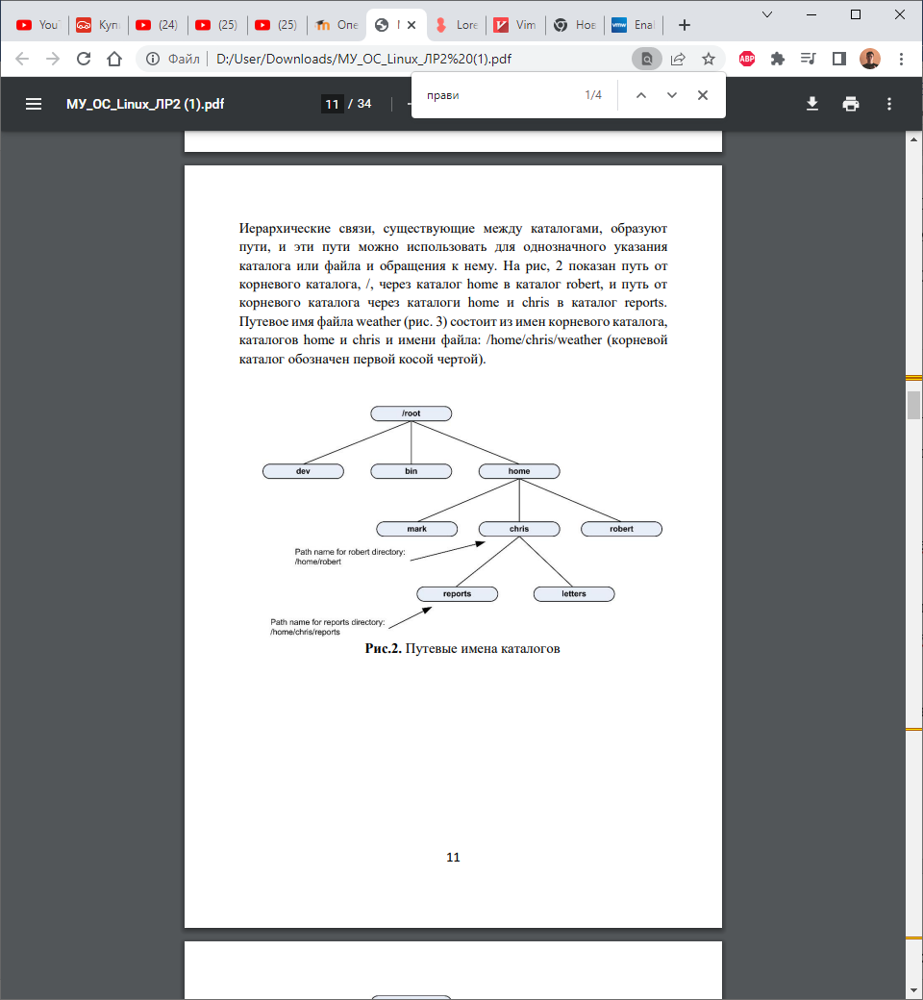 YouT
Купи
(24)
(25)
(25)
One
Lore
Vim
Нов
Enal
Файл
D:/User/Downloads/МУ_ОС_Linux_ЛР2%20(1).pdf
ABP
прави
1/4
МУ_ОС_Linux_ЛР2 (1).pdf
11 / 34
Иерархические связи, существующие между каталогами, образуют
пути, и эти пути можно использовать для однозначного указания
каталога или файла и обращения к нему. На рис, 2 показан путь от
корневого каталога, /, через каталог home в каталог robert, и путь от
корневого каталога через каталоги home и chris в каталог reports.
Путевое имя файла weather (рис. 3) состоит из имен корневого каталога,
каталогов home и chris и имени файла: /home/chris/weather (корневой
каталог обозначен первой косой чертой).
/root
dev
bin
home
mark
chris
robert
Path name for robert directory:
/home/robert
reports
letters
Path name for reports directory:
/home/chris/reports
Рис.2. Путевые имена каталогов
11